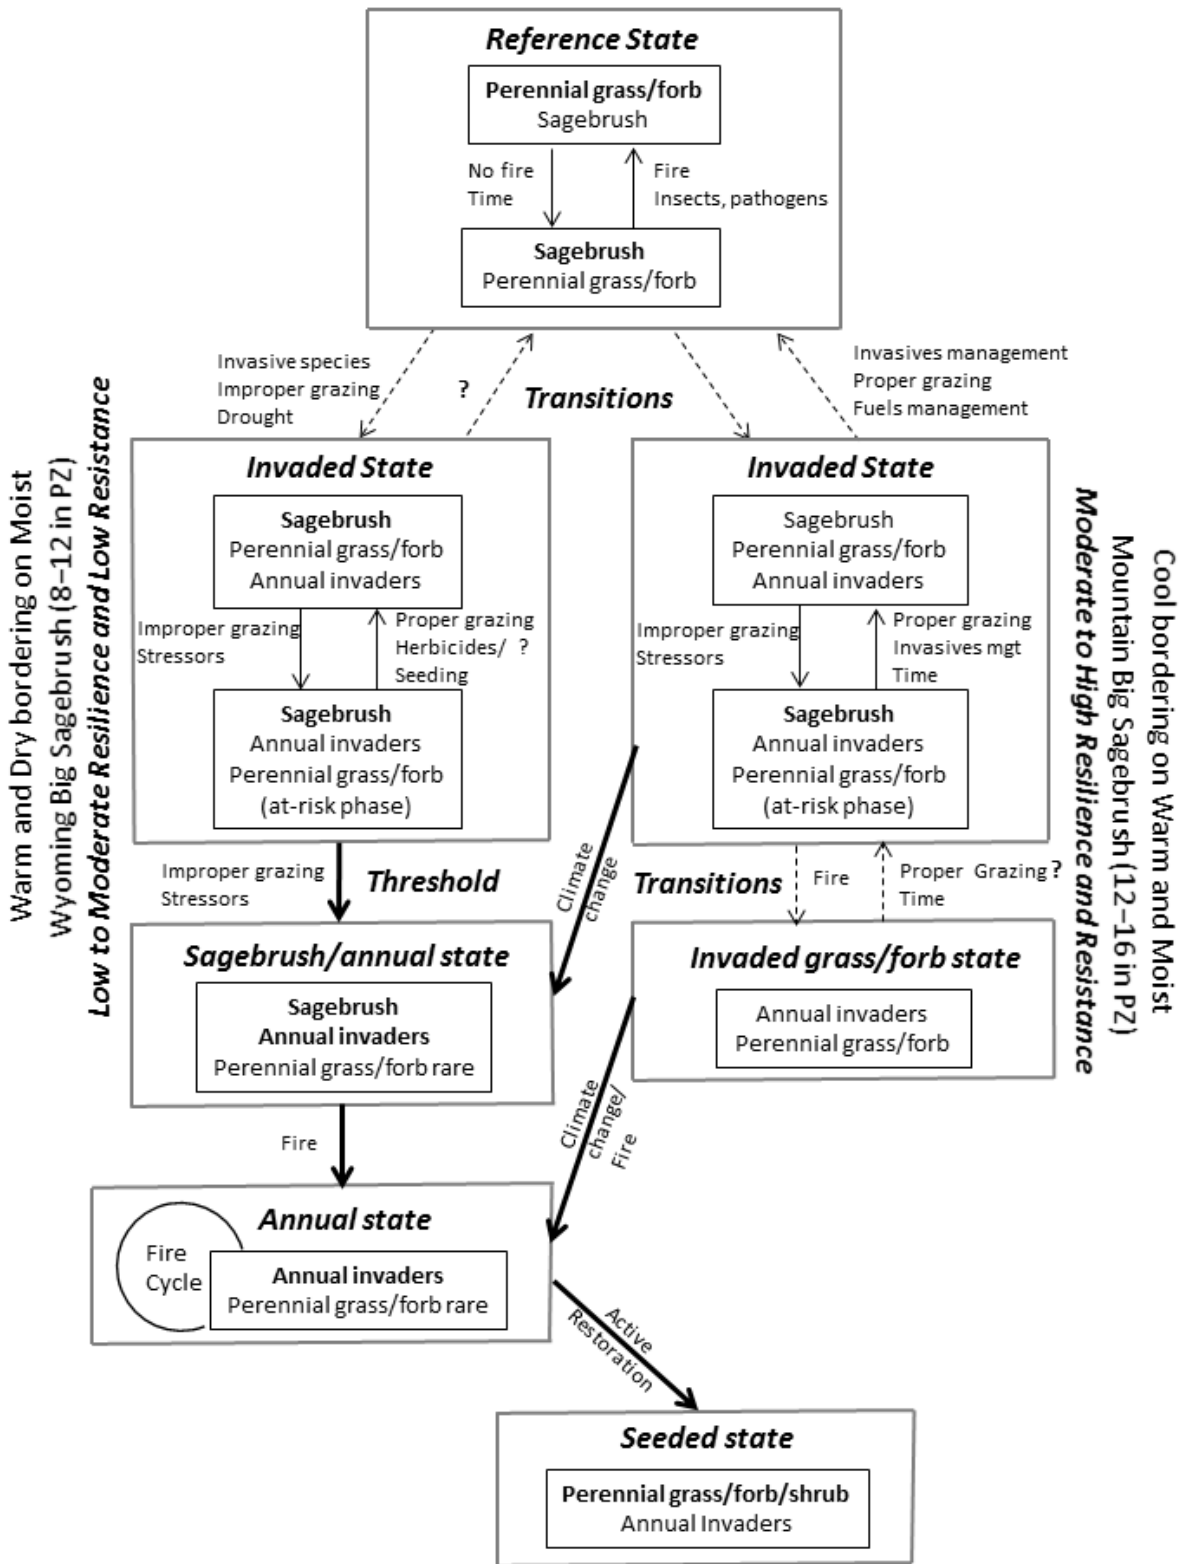 Reference State
Perennial grass/forb
Sagebrush
No fire
Time
Fire
Insects, pathogens
Sagebrush
Perennial grass/forb
Invasive species
Improper grazing
Drought
?
Transitions
Invasives management
Proper grazing
Fuels management
Warm and Dry bordering on Moist
Wyoming Big Sagebrush (8–12 in PZ)
Low to Moderate Resilience and Low Resistance
Invaded State
Sagebrush
Perennial grass/forb
Annual invaders
Improper grazing
Stressors
Proper grazing
Herbicides/ ?
Seeding
Sagebrush
Annual invaders
Perennial grass/forb
(at-risk phase)
Invaded State
Sagebrush
Perennial grass/forb
Annual invaders
Improper grazing
Stressors
Proper grazing
Invasives mgt
Time
Sagebrush
Annual invaders
Perennial grass/forb
(at-risk phase)
Cool bordering on Warm and Moist
Mountain Big Sagebrush (12–16 in PZ)
Moderate to High Resilience and Resistance
Improper grazing
Stressors
Threshold
Climate
change
Transitions
Fire
Proper Grazing ?
Time
Sagebrush/annual state
Sagebrush
Annual invaders
Perennial grass/forb rare
Invaded grass/forb state
Annual invaders
Perennial grass/forb
Fire
Climate
change/
Fire
Annual state
Fire
Cycle
Annual invaders
Perennial grass/forb rare
Active
Restoration
Seeded state
Perennial grass/forb/shrub
Annual Invaders